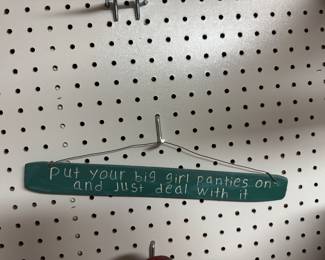 put your big girl panties on
and just deal with it